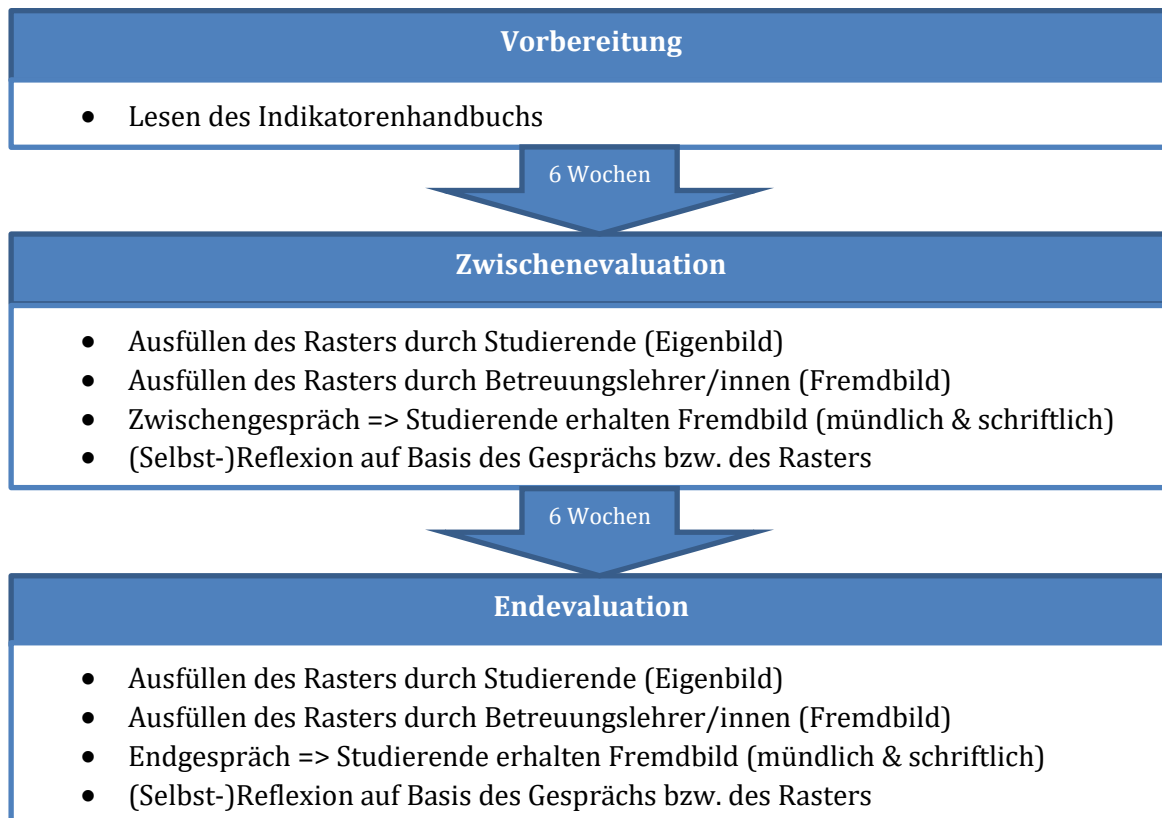 Vorbereitung
• Lesen des Indikatorenhandbuchs
6 Wochen
Zwischenevaluation
• Ausfüllen des Rasters durch Studierende (Eigenbild)
• Ausfüllen des Rasters durch Betreuungslehrer/innen (Fremdbild)
• Zwischengespräch => Studierende erhalten Fremdbild (mündlich & schriftlich)
• (Selbst-)Reflexion auf Basis des Gesprächs bzw. des Rasters
6 Wochen
Endevaluation
• Ausfüllen des Rasters durch Studierende (Eigenbild)
• Ausfüllen des Rasters durch Betreuungslehrer/innen (Fremdbild)
• Endgespräch => Studierende erhalten Fremdbild (mündlich & schriftlich)
• (Selbst-)Reflexion auf Basis des Gesprächs bzw. des Rasters